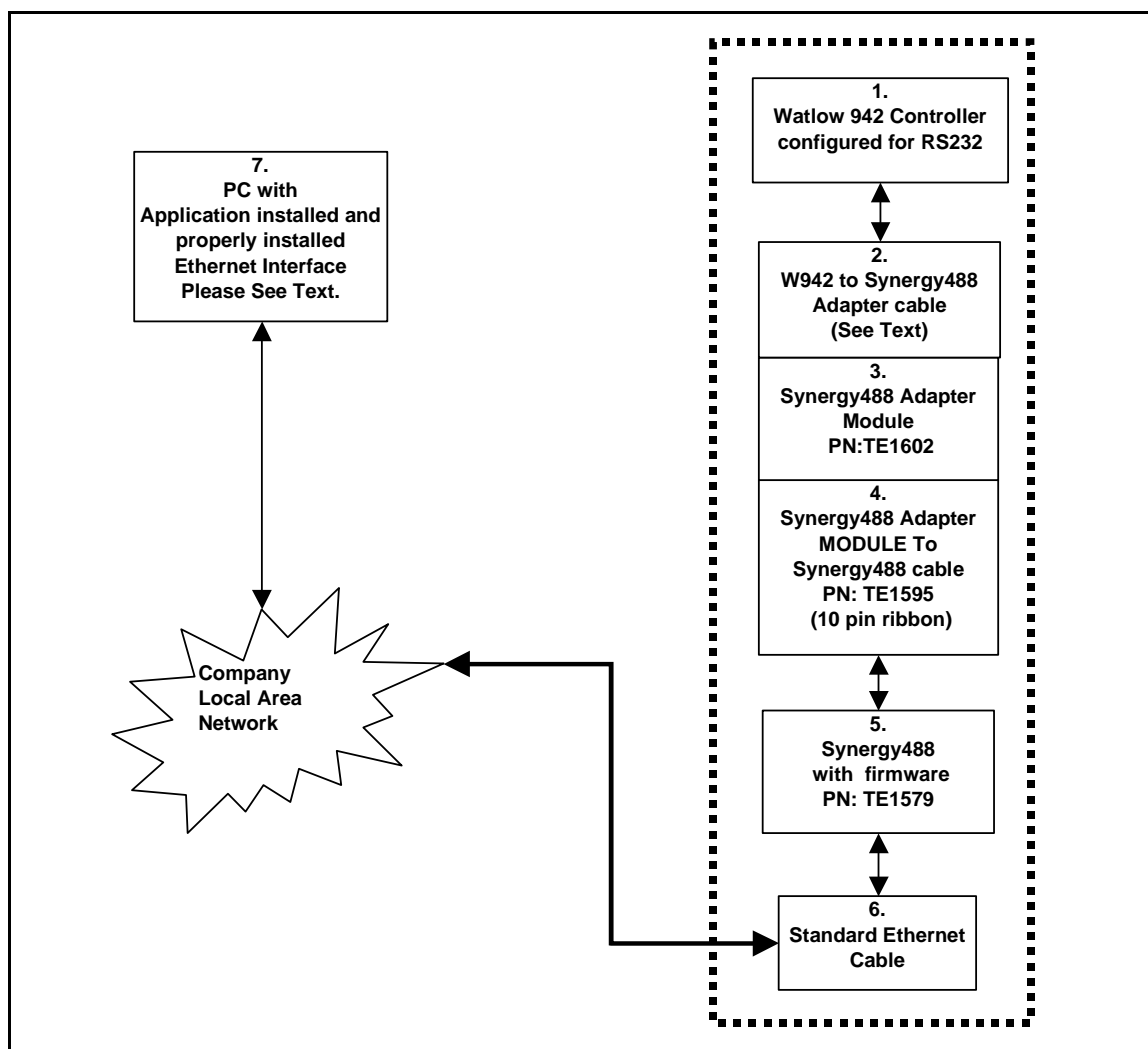 1.
Watlow 942 Controller
configured for RS232
7.
PC with
Application installed and
properly installed
Ethernet Interface
Please See Text.
2.
W942 to Synergy488
Adapter cable
(See Text)
3.
Synergy488 Adapter
Module
PN:TE1602
4.
Synergy488 Adapter
MODULE To
Synergy488 cable
PN: TE1595
(10 pin ribbon)
Company
Local Area
Network
5.
Synergy488
with firmware
PN: TE1579
6.
Standard Ethernet
Cable